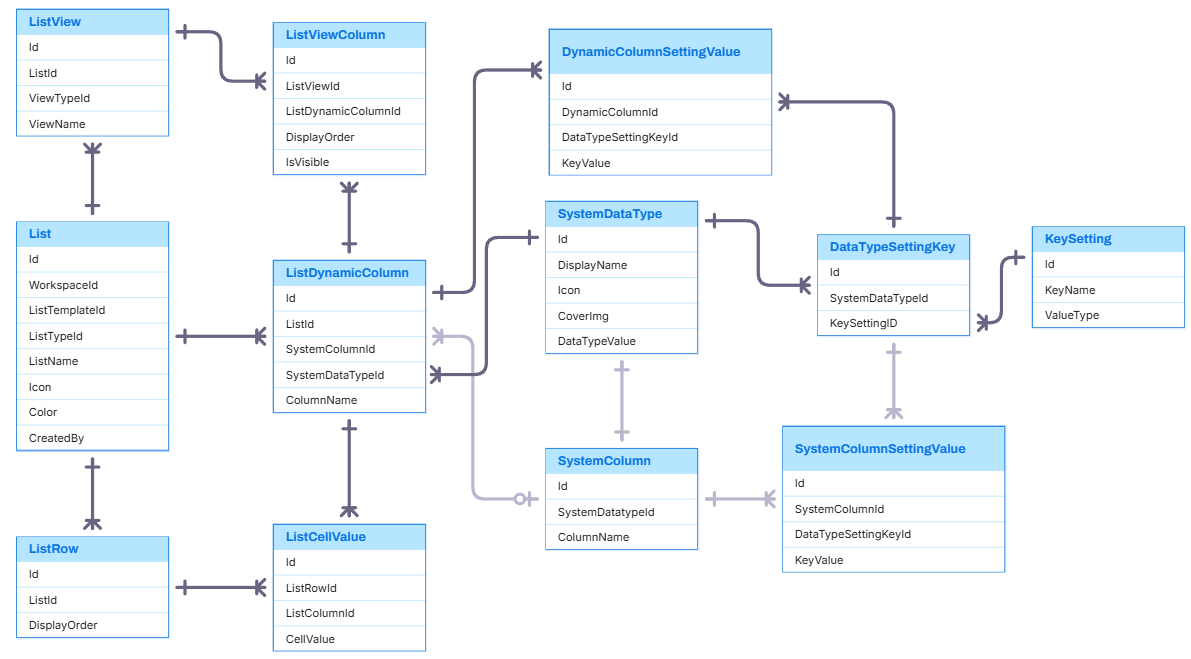 ListView
Id
ListId
ViewTypeId
ViewName
ListViewColumn
Id
ListViewId
ListDynamicColumnId
DisplayOrder
IsVisible
DynamicColumnSettingValue
Id
DynamicColumnId
DataTypeSettingKeyId
KeyValue
List
Id
WorkspaceId
ListTemplateId
ListTypeId
ListName
Icon
Color
CreatedBy
ListDynamicColumn
Id
ListId
SystemColumnId
SystemDataTypeId
ColumnName
SystemDataType
Id
DisplayName
Icon
CoverImg
DataTypeValue
DataTypeSettingKey
Id
SystemDataTypeId
KeySettingID
KeySetting
Id
KeyName
ValueType
ListRow
Id
ListId
DisplayOrder
ListCellValue
Id
ListRowId
ListColumnId
CellValue
SystemColumn
Id
SystemDatatypeId
ColumnName
SystemColumnSettingValue
Id
SystemColumnId
DataTypeSettingKeyId
KeyValue